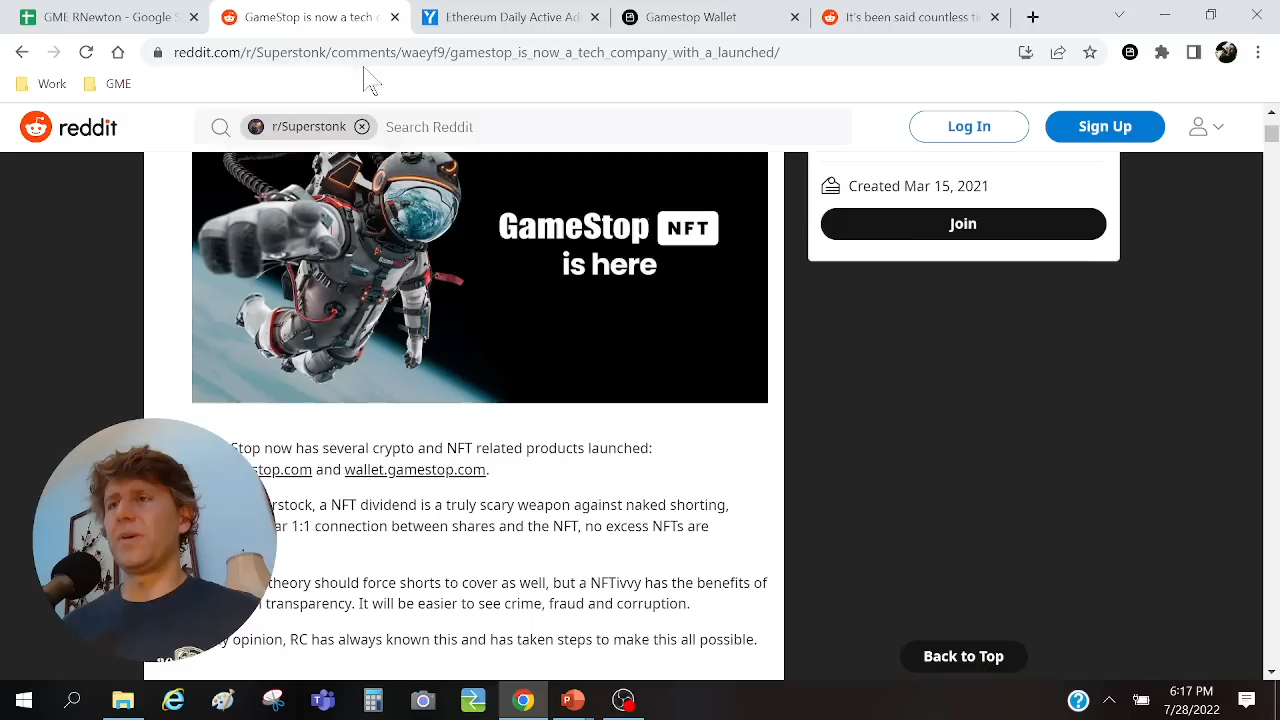 GME RNewton - Google S
GameStop is now a tech c
Ethereum Daily Active Ad
Gamestop Wallet
It's been said countless ti
reddit.com/r/Superstonk/comments/waeyf9/gamestop_is_now_a_tech_company_with_a_launched/
Work
GME
reddit
r/Superstonk
Search Reddit
Log In
Sign Up
GameStop NFT
is here
Created Mar 15, 2021
Join
Stop now has several crypto and NFT related products launched:
stop.com and wallet.gamestop.com.
rstock, a NFT dividend is a truly scary weapon against naked shorting,
ar 1:1 connection between shares and the NFT, no excess NFTs are
theory should force shorts to cover as well, but a NFTivvy has the benefits of
transparency. It will be easier to see crime, fraud and corruption.
y opinion, RC has always known this and has taken steps to make this all possible.
Back to Top
6:17 PM
7/28/2022